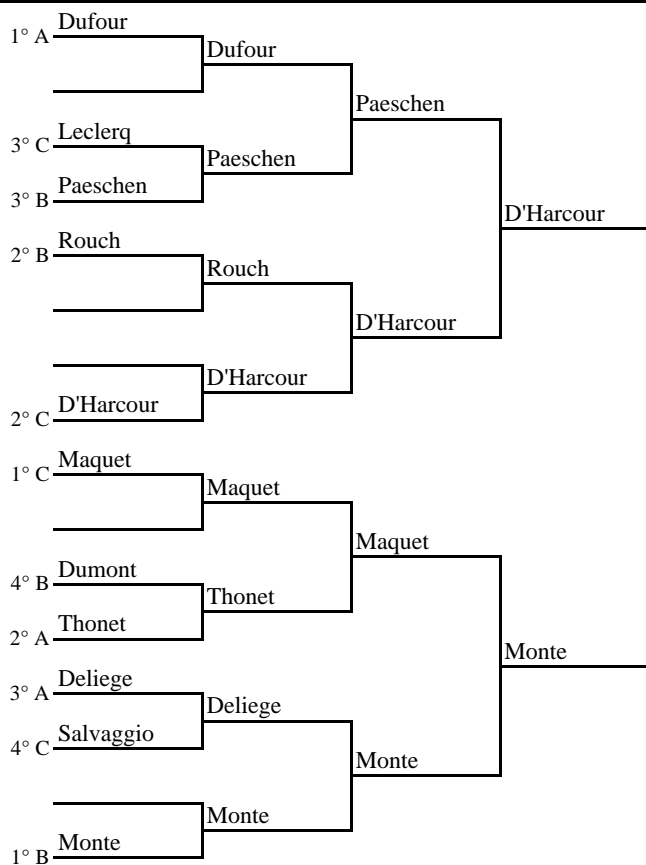 1° A Dufour
Dufour
Paeschen
3° C Leclerq
Paeschen
3° B Paeschen
D'Harcour
2° B Rouch
Rouch
D'Harcour
D'Harcour
2° C D'Harcour
1° C Maquet
Maquet
Maquet
4° B Dumont
Thonet
2° A Thonet
Monte
3° A Deliege
Deliege
4° C Salvaggio
Monte
Monte
1° B Monte